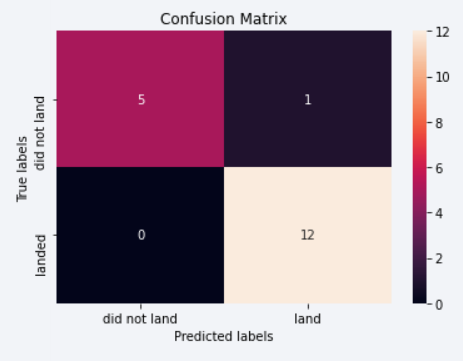 Confusion Matrix
True labels
did not land
landed
5
1
0
12
did not land
land
Predicted labels
12
10
8
6
4
2
0